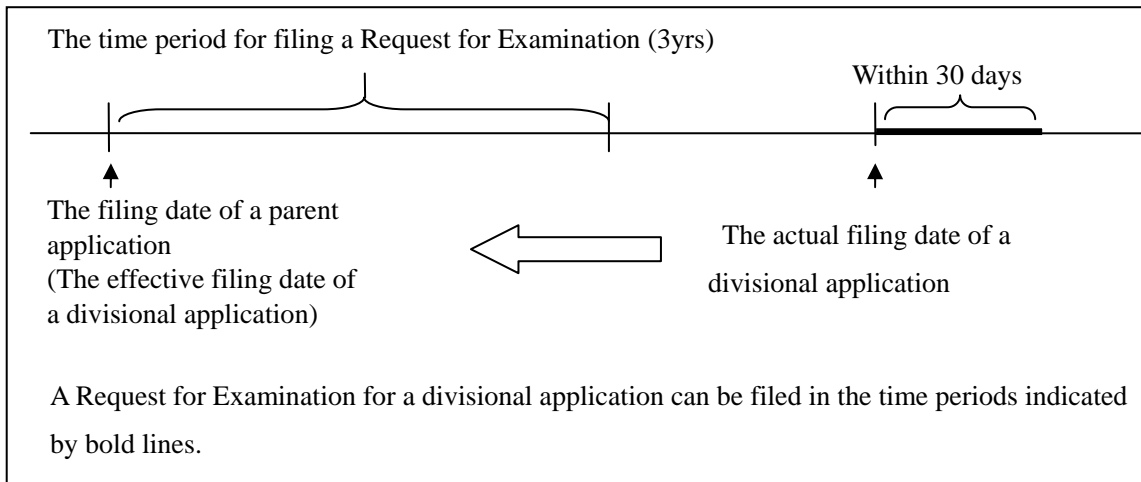 The time period for filing a Request for Examination (3yrs)
Within 30 days
The filing date of a parent
application
(The effective filing date of
a divisional application)
The actual filing date of a
divisional application
A Request for Examination for a divisional application can be filed in the time periods indicated
by bold lines.